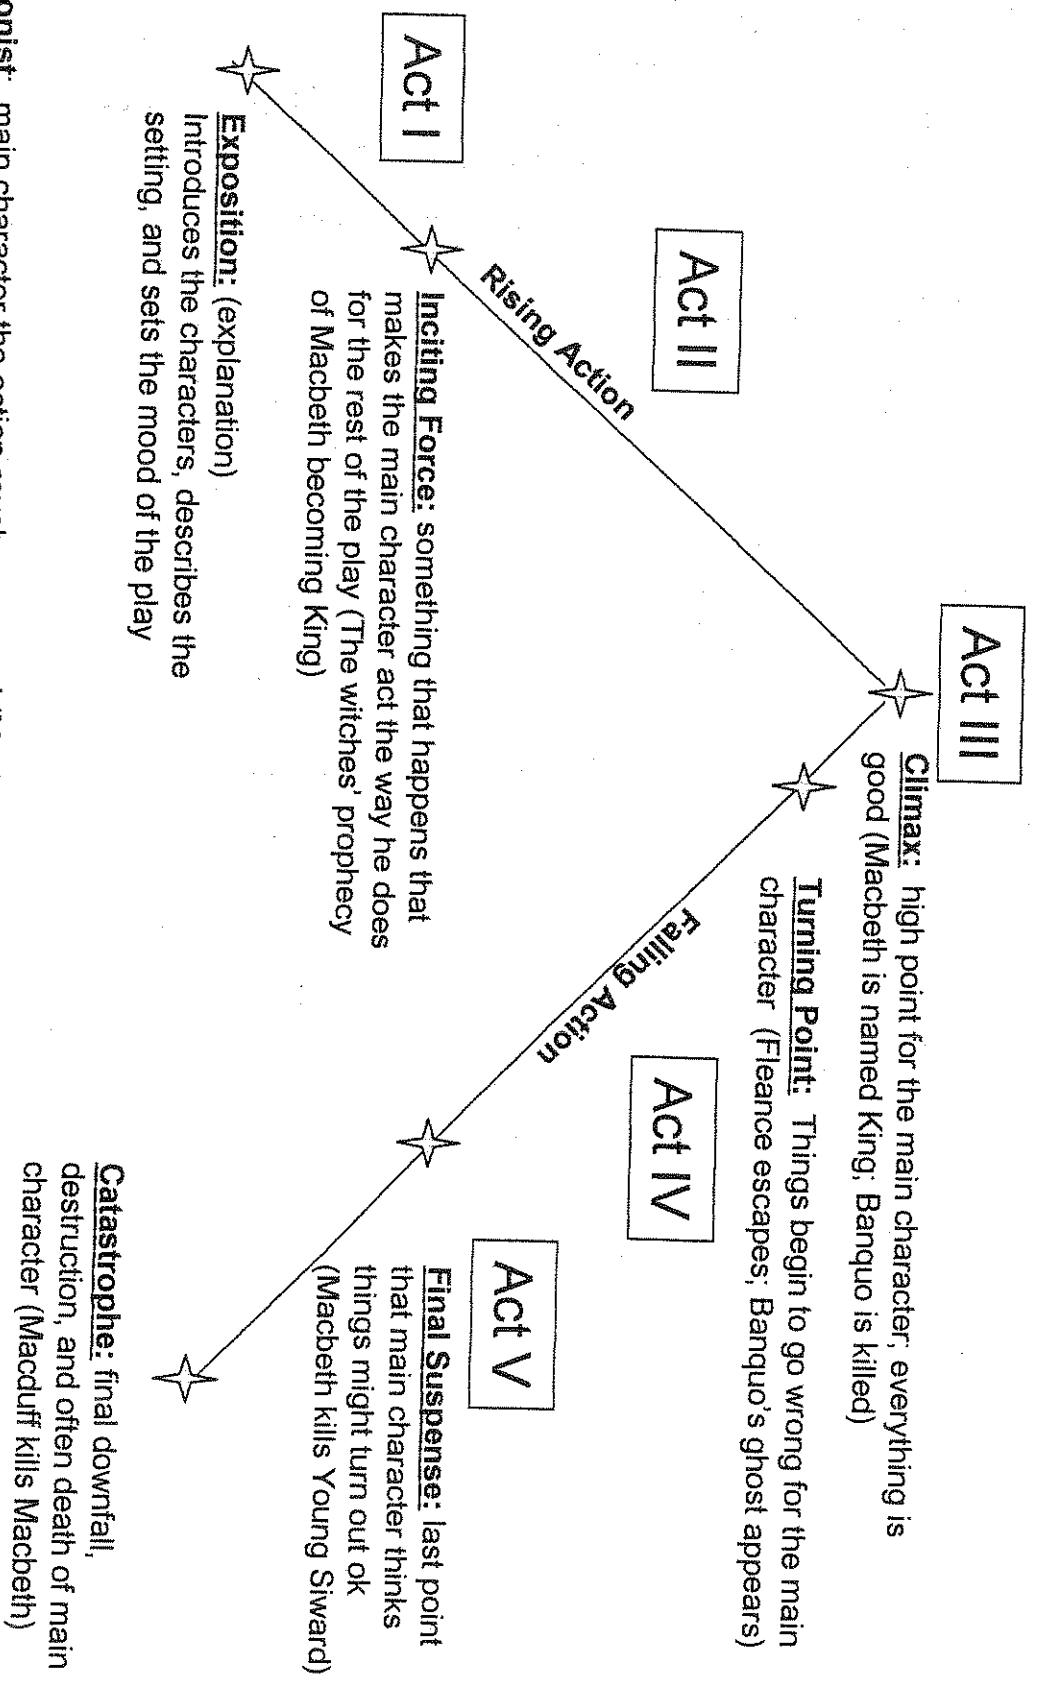 Act III
Climax: high point for the main character; everything is
good (Macbeth is named King; Banquo is killed)
Turning Point: Things begin to go wrong for the main
character (Fleance escapes; Banquo's ghost appears)
Act II
Rising Action
Falling Action
Act IV
Act I
Inciting Force: something that happens that
makes the main character act the way he does
for the rest of the play (The witches' prophecy
of Macbeth becoming King)
Act V
Final Suspense: last point
that main character thinks
things might turn out ok
(Macbeth kills Young Siward)
Exposition: (explanation)
Introduces the characters, describes the
setting, and sets the mood of the play
Catastrophe: final downfall,
destruction, and often death of main
character (Macduff kills Macbeth)
main character the action